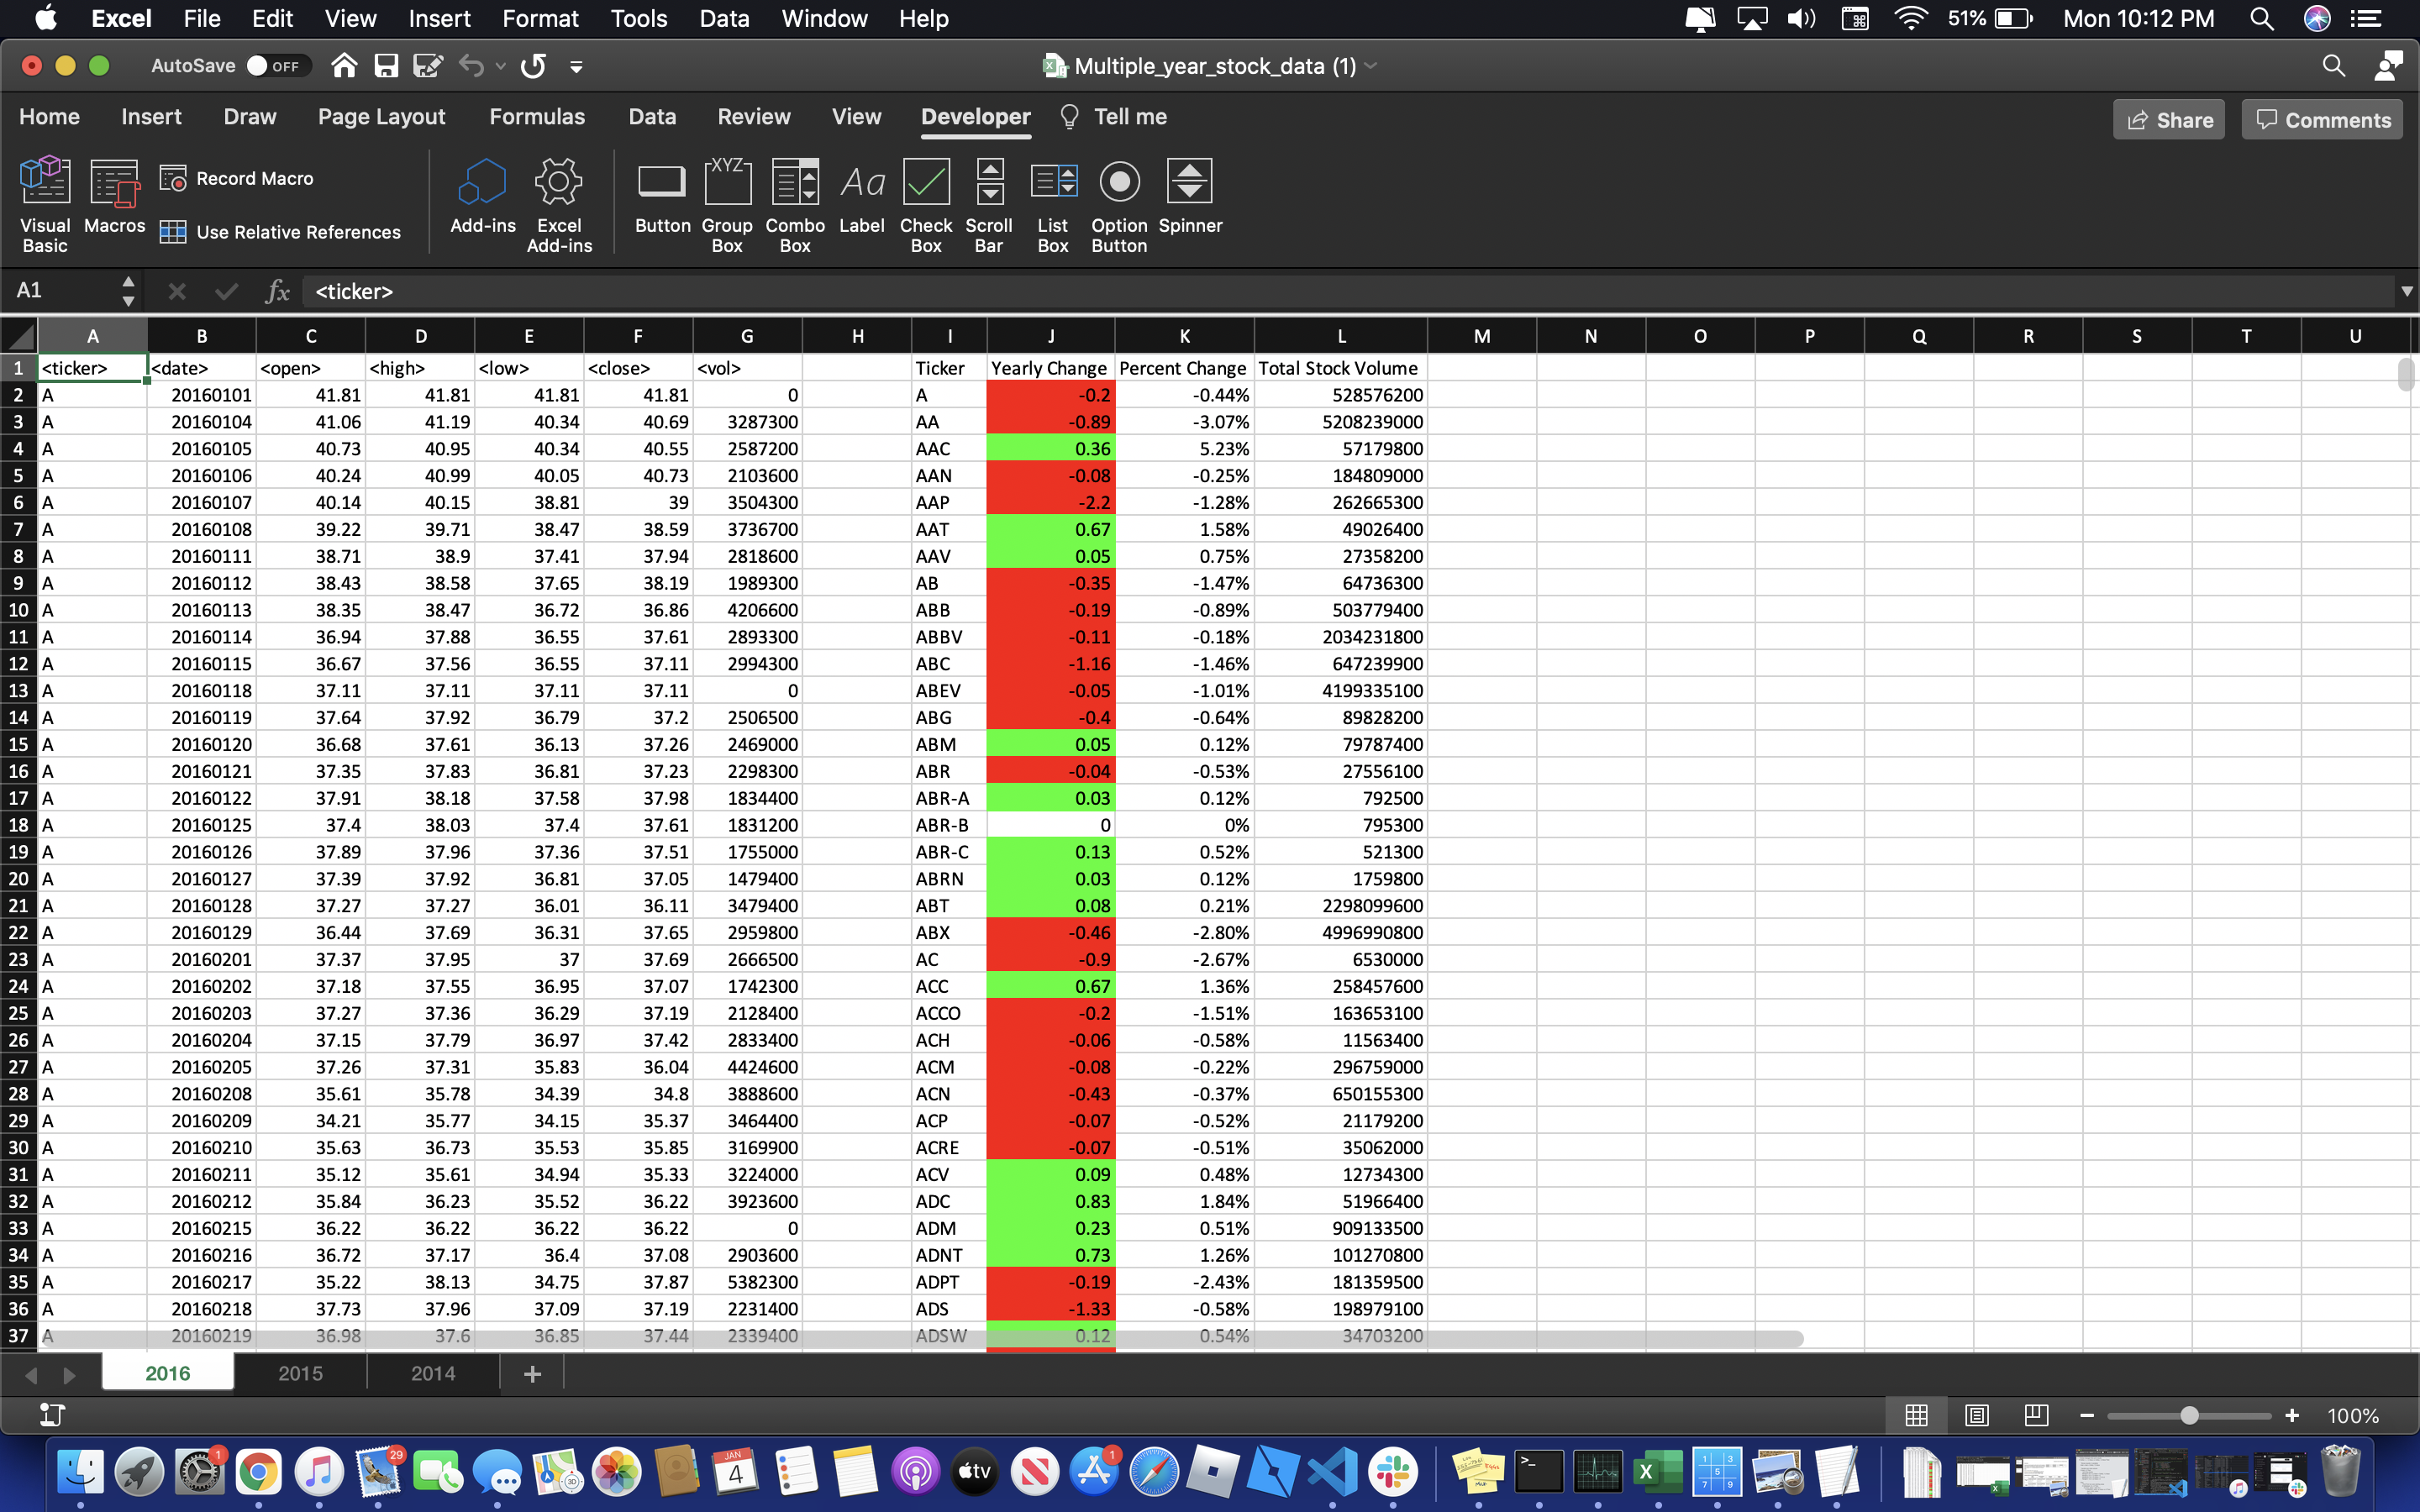 Excel File Edit View Insert Format Tools Data Window Help 51% Mon 10:12 PM
AutoSave OFF Multiple_year_stock_data (1)
Home Insert Draw Page Layout Formulas Data Review View Developer Tell me Share Comments
Visual Basic Macros Record Macro Use Relative References Add-ins Excel Add-ins Button XYZ Group Box Combo Box Aa Label Check Box Scroll Bar List Box Option Button Spinner
A1 fx <ticker>
A B C D E F G H I J K L M N O P Q R S T U
1 <ticker> <date> <open> <high> <low> <close> <vol> Ticker Yearly Change Percent Change Total Stock Volume
2 A 20160101 41.81 41.81 41.81 41.81 0 A -0.2 -0.44% 528576200
3 A 20160104 41.06 41.19 40.34 40.69 3287300 AA -0.89 -3.07% 5208239000
4 A 20160105 40.73 40.95 40.34 40.55 2587200 AAC 0.36 5.23% 57179800
5 A 20160106 40.24 40.99 40.05 40.73 2103600 AAN -0.08 -0.25% 184809000
6 A 20160107 40.14 40.15 38.81 39 3504300 AAP -2.2 -1.28% 262665300
7 A 20160108 39.22 39.71 38.47 38.59 3736700 AAT 0.67 1.58% 49026400
8 A 20160111 38.71 38.9 37.41 37.94 2818600 AAV 0.05 0.75% 27358200
9 A 20160112 38.43 38.58 37.65 38.19 1989300 AB -0.35 -1.47% 64736300
10 A 20160113 38.35 38.47 36.72 36.86 4206600 ABB -0.19 -0.89% 503779400
11 A 20160114 36.94 37.88 36.55 37.61 2893300 ABBV -0.11 -0.18% 2034231800
12 A 20160115 36.67 37.56 36.55 37.11 2994300 ABC -1.16 -1.46% 647239900
13 A 20160118 37.11 37.11 37.11 37.11 0 ABEV -0.05 -1.01% 4199335100
14 A 20160119 37.64 37.92 36.79 37.2 2506500 ABG -0.4 -0.64% 89828200
15 A 20160120 36.68 37.61 36.13 37.26 2469000 ABM 0.05 0.12% 79787400
16 A 20160121 37.35 37.83 36.81 37.23 2298300 ABR -0.04 -0.53% 27556100
17 A 20160122 37.91 38.18 37.58 37.98 1834400 ABR-A 0.03 0.12% 792500
18 A 20160125 37.4 38.03 37.4 37.61 1831200 ABR-B 0 0% 795300
19 A 20160126 37.89 37.96 37.36 37.51 1755000 ABR-C 0.13 0.52% 521300
20 A 20160127 37.39 37.92 36.81 37.05 1479400 ABRN 0.03 0.12% 1759800
21 A 20160128 37.27 37.27 36.01 36.11 3479400 ABT 0.08 0.21% 2298099600
22 A 20160129 36.44 37.69 36.31 37.65 2959800 ABX -0.46 -2.80% 4996990800
23 A 20160201 37.37 37.95 37 37.69 2666500 AC -0.9 -2.67% 6530000
24 A 20160202 37.18 37.55 36.95 37.07 1742300 ACC 0.67 1.36% 258457600
25 A 20160203 37.27 37.36 36.29 37.19 2128400 ACCO -0.2 -1.51% 163653100
26 A 20160204 37.15 37.79 36.97 37.42 2833400 ACH -0.06 -0.58% 11563400
27 A 20160205 37.26 37.31 35.83 36.04 4424600 ACM -0.08 -0.22% 296759000
28 A 20160208 35.61 35.78 34.39 34.8 3888600 ACN -0.43 -0.37% 650155300
29 A 20160209 34.21 35.77 34.15 35.37 3464400 ACP -0.07 -0.52% 21179200
30 A 20160210 35.63 36.73 35.53 35.85 3169900 ACRE -0.07 -0.51% 35062000
31 A 20160211 35.12 35.61 34.94 35.33 3224000 ACV 0.09 0.48% 12734300
32 A 20160212 35.84 36.23 35.52 36.22 3923600 ADC 0.83 1.84% 51966400
33 A 20160215 36.22 36.22 36.22 36.22 0 ADM 0.23 0.51% 909133500
34 A 20160216 36.72 37.17 36.4 37.08 2903600 ADNT 0.73 1.26% 101270800
35 A 20160217 35.22 38.13 34.75 37.87 5382300 ADPT -0.19 -2.43% 181359500
36 A 20160218 37.73 37.96 37.09 37.19 2231400 ADS -1.33 -0.58% 198979100
37 A 20160219 36.98 37.6 36.85 37.44 2339400 ADSW 0.12 0.54% 34703200
2016 2015 2014
100%
1 29 3D JAN 4 tv 1 X 1 3 5 7 9